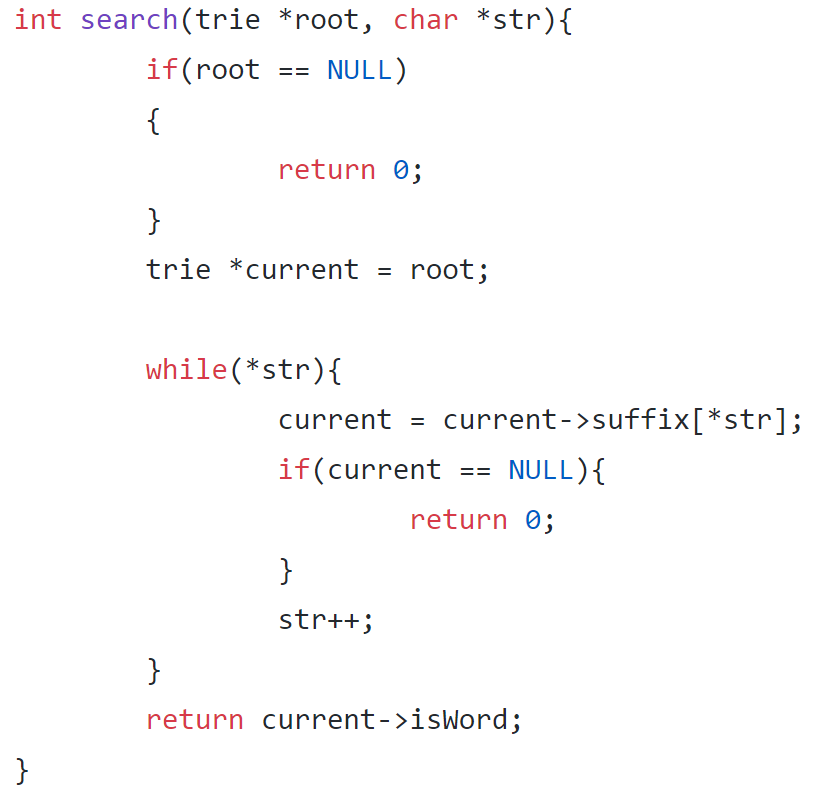 int search(trie *root, char *str){
        if(root == NULL)
        {
                return 0;
        }
        trie *current = root;

        while(*str){
                current = current->suffix[*str];
                if(current == NULL){
                        return 0;
                }
                str++;
        }
        return current->isWord;
}